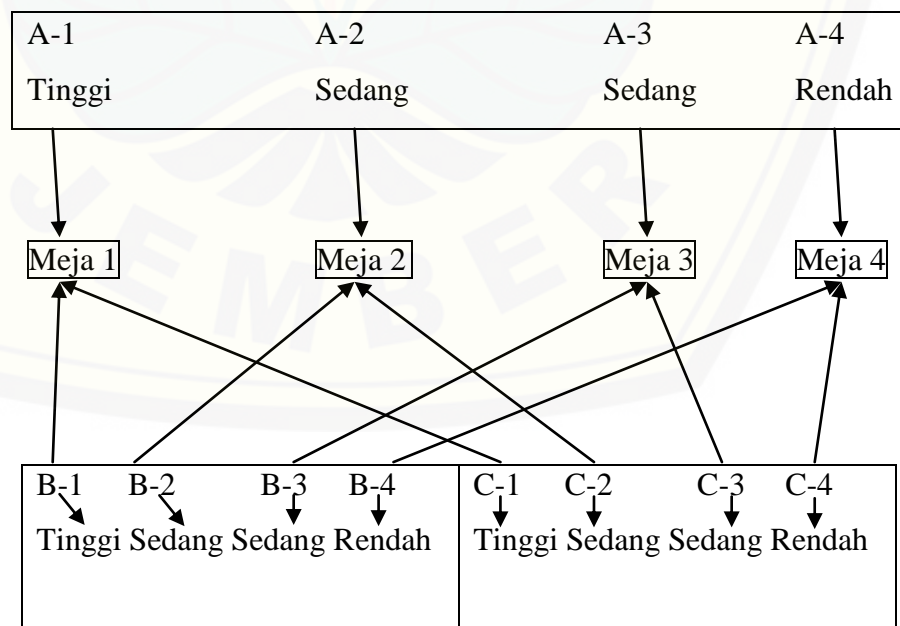 A-1 A-2 A-3 A-4
Tinggi Sedang Sedang Rendah
JEMBER
Meja 1 Meja 2 Meja 3 Meja 4
B-1 B-2 B-3 B-4 C-1 C-2 C-3 C-4
Tinggi Sedang Sedang Rendah Tinggi Sedang Sedang Rendah